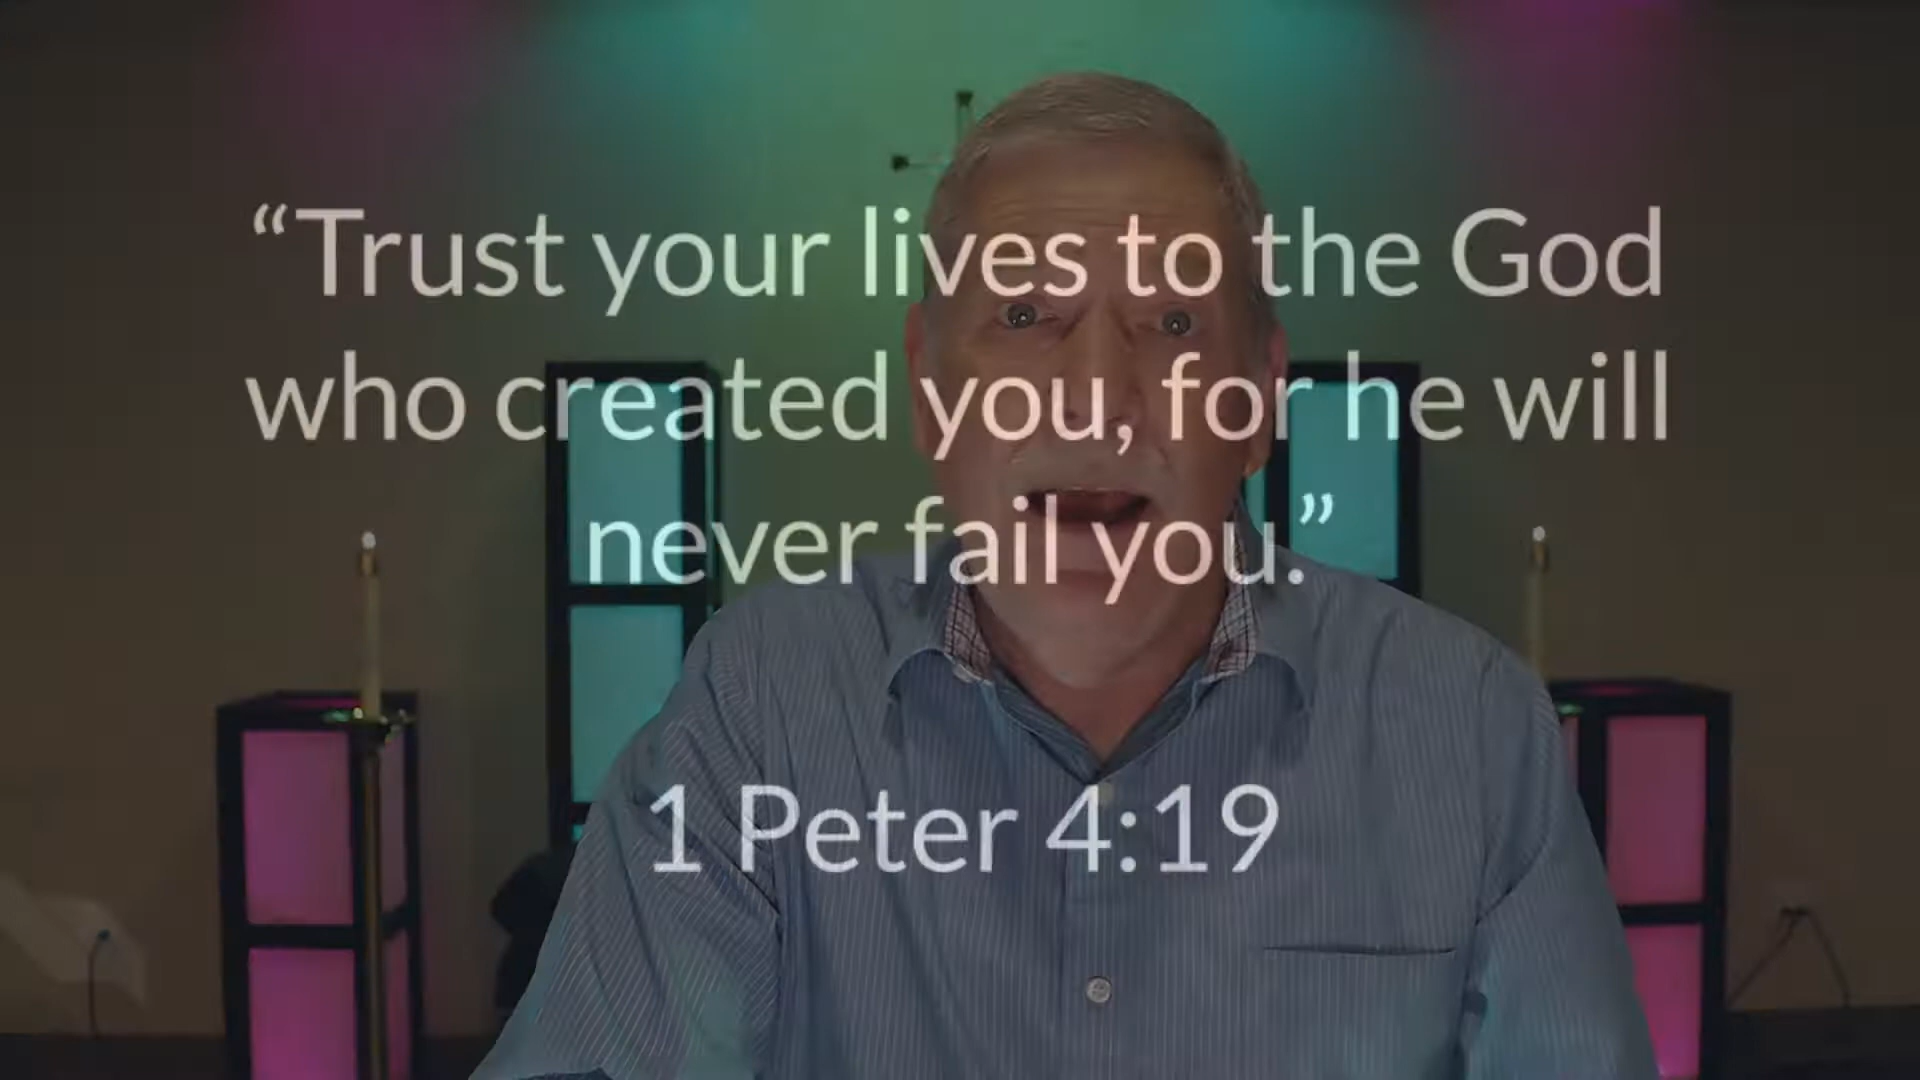 “Trust your lives to the God
who created you, for he will
never fail you.”
1 Peter 4:19